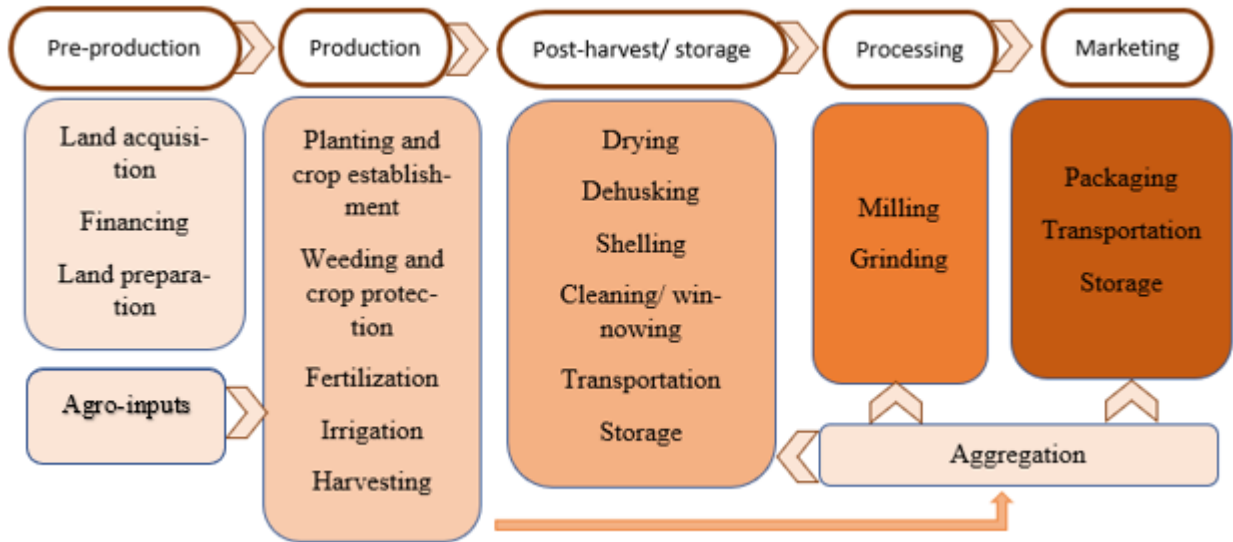 Pre-production
Production
Post-harvest/ storage
Processing
Marketing
Land acquisi-
tion
Financing
Land prepara-
tion
Agro-inputs
Planting and
crop establish-
ment
Weeding and
crop protec-
tion
Fertilization
Irrigation
Harvesting
Drying
Dehusking
Shelling
Cleaning/ win-
nowing
Transportation
Storage
Milling
Grinding
Packaging
Transportation
Storage
Aggregation